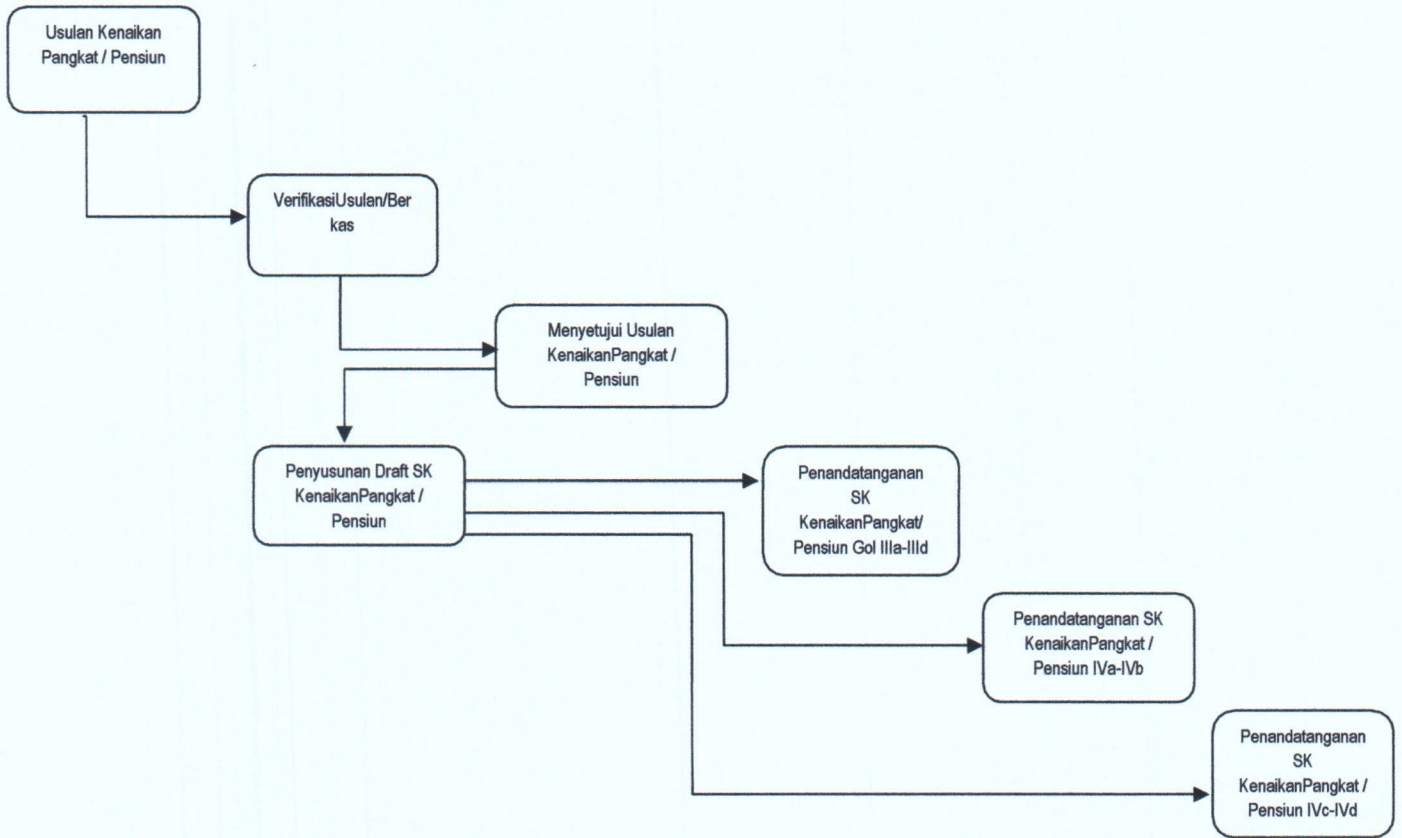 Usulan Kenaikan
Pangkat / Pensiun
VerifikasiUsulan/Ber
kas
Menyetujui Usulan
KenaikanPangkat /
Pensiun
Penyusunan Draft SK
KenaikanPangkat /
Pensiun
Penandatanganan
SK
KenaikanPangkat/
Pensiun Gol IIIa-IIId
Penandatanganan SK
KenaikanPangkat /
Pensiun IVa-IVb
Penandatanganan
SK
KenaikanPangkat /
Pensiun IVc-IVd